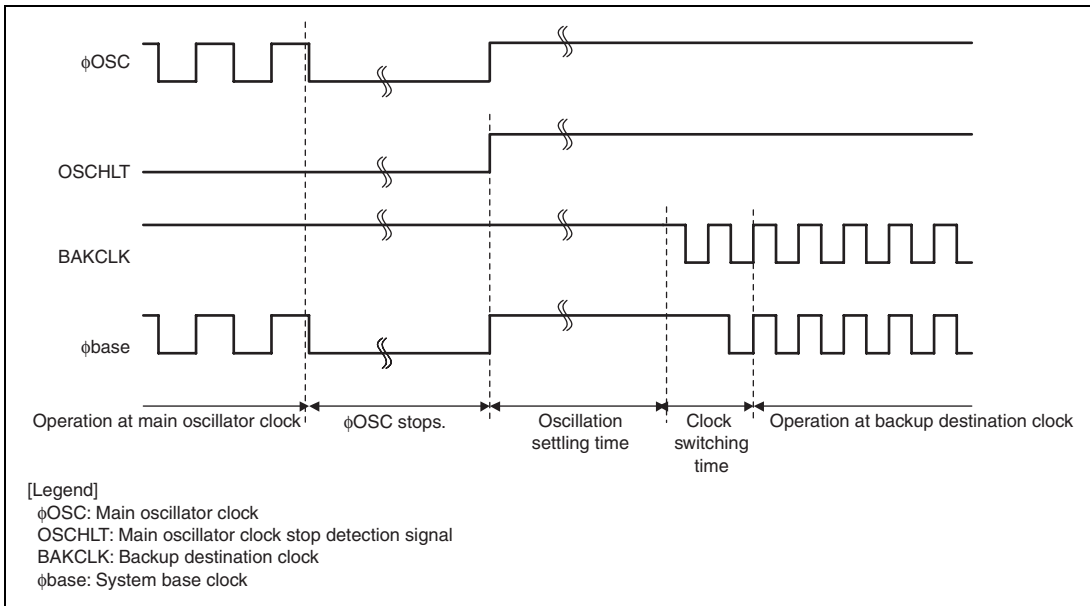 φOSC
OSCHLT
BAKCLK
φbase
Operation at main oscillator clock
φOSC stops.
Oscillation
settling time
Clock
switching
time
Operation at backup destination clock
[Legend]
φOSC: Main oscillator clock
OSCHLT: Main oscillator clock stop detection signal
BAKCLK: Backup destination clock
φbase: System base clock